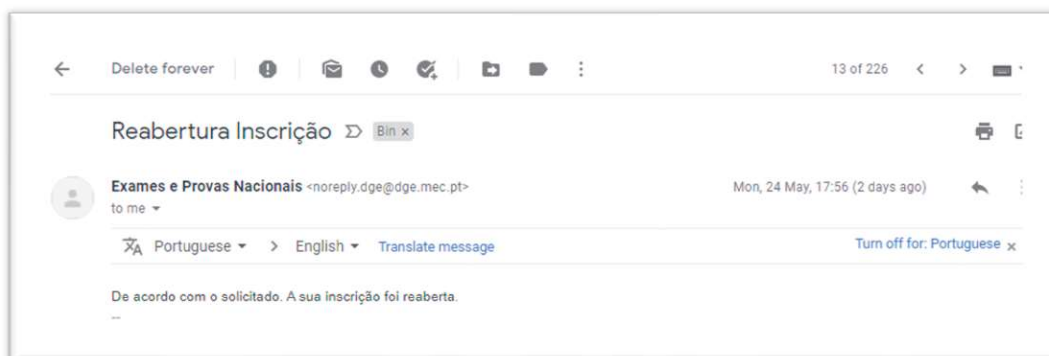 Delete forever
13 of 226
Reabertura Inscrição Bin x
Exames e Provas Nacionais <noreply.dge@dge.mec.pt>
Mon, 24 May, 17:56 (2 days ago)
to me
Portuguese > English Translate message
Turn off for: Portuguese x
De acordo com o solicitado. A sua inscrição foi reaberta.
--